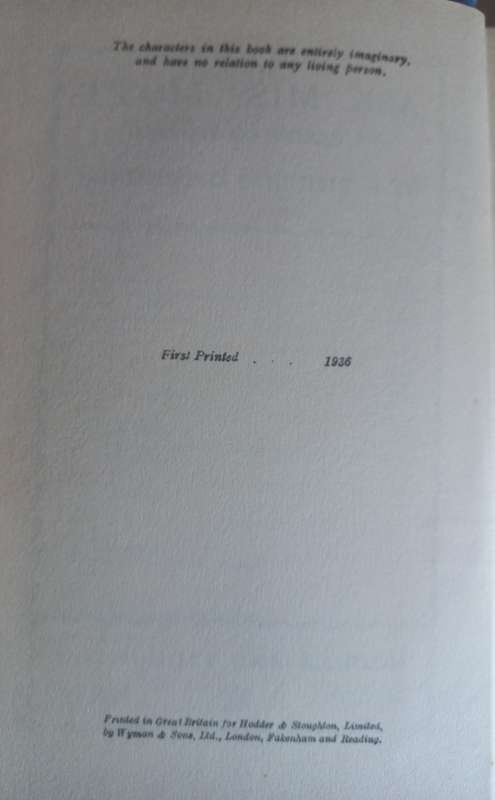 The characters in this book are entirely imaginary,
and have no relation to any living person.
First Printed . . . 1936
Printed in Great Britain for Hodder & Stoughton, Limited,
by Wyman & Sons, Ltd., London, Fakenham and Reading.